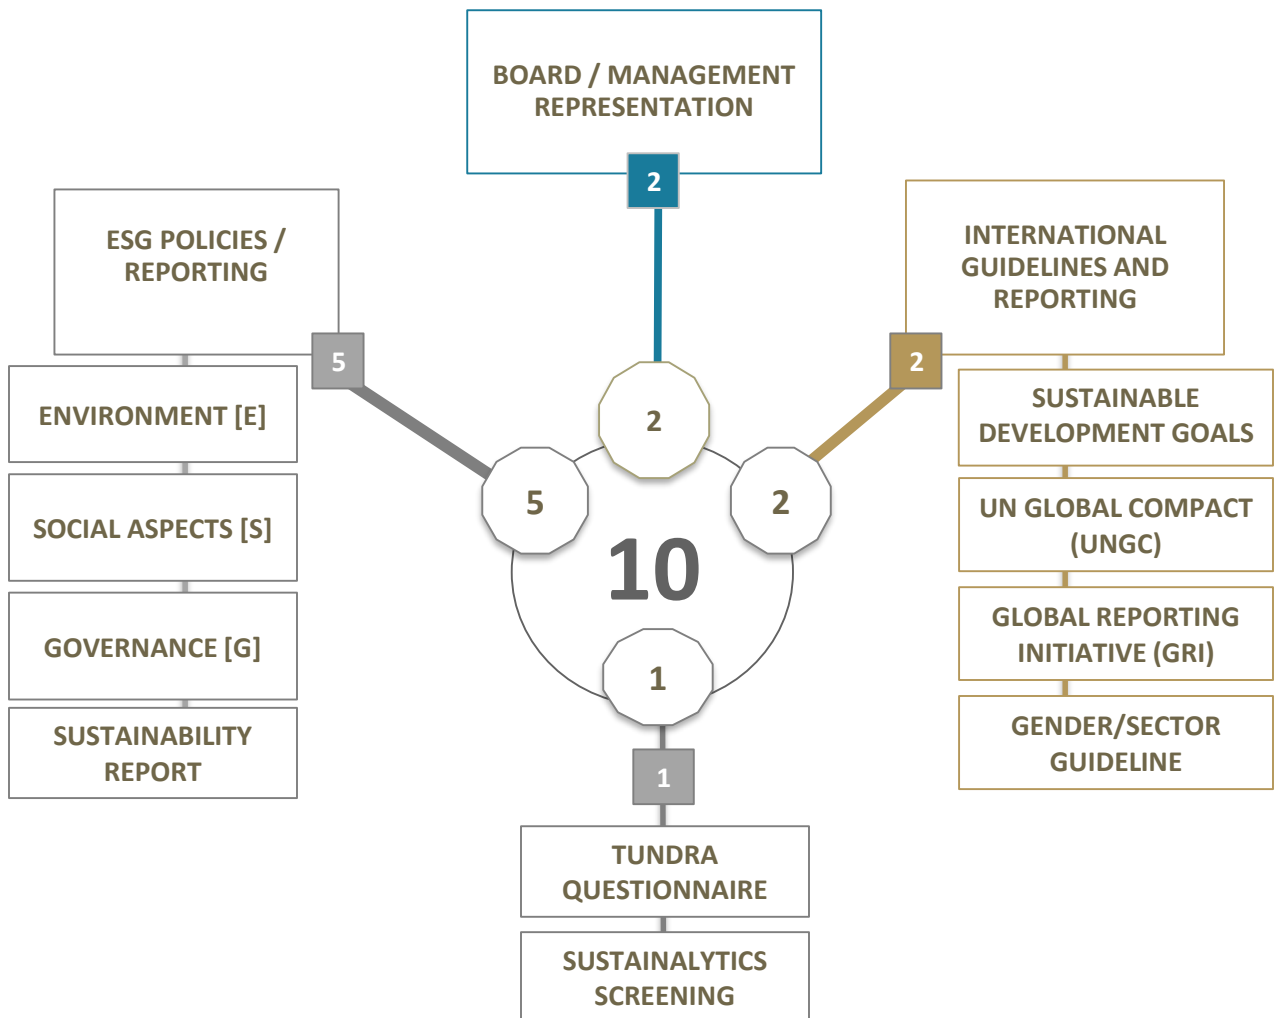 BOARD / MANAGEMENT
REPRESENTATION
2
ESG POLICIES /
REPORTING
5
ENVIRONMENT [E]
SOCIAL ASPECTS [S]
GOVERNANCE [G]
SUSTAINABILITY
REPORT
INTERNATIONAL
GUIDELINES AND
REPORTING
2
SUSTAINABLE
DEVELOPMENT GOALS
UN GLOBAL COMPACT
(UNGC)
GLOBAL REPORTING
INITIATIVE (GRI)
GENDER/SECTOR
GUIDELINE
2
5
2
10
1
1
TUNDRA
QUESTIONNAIRE
SUSTAINALYTICS
SCREENING